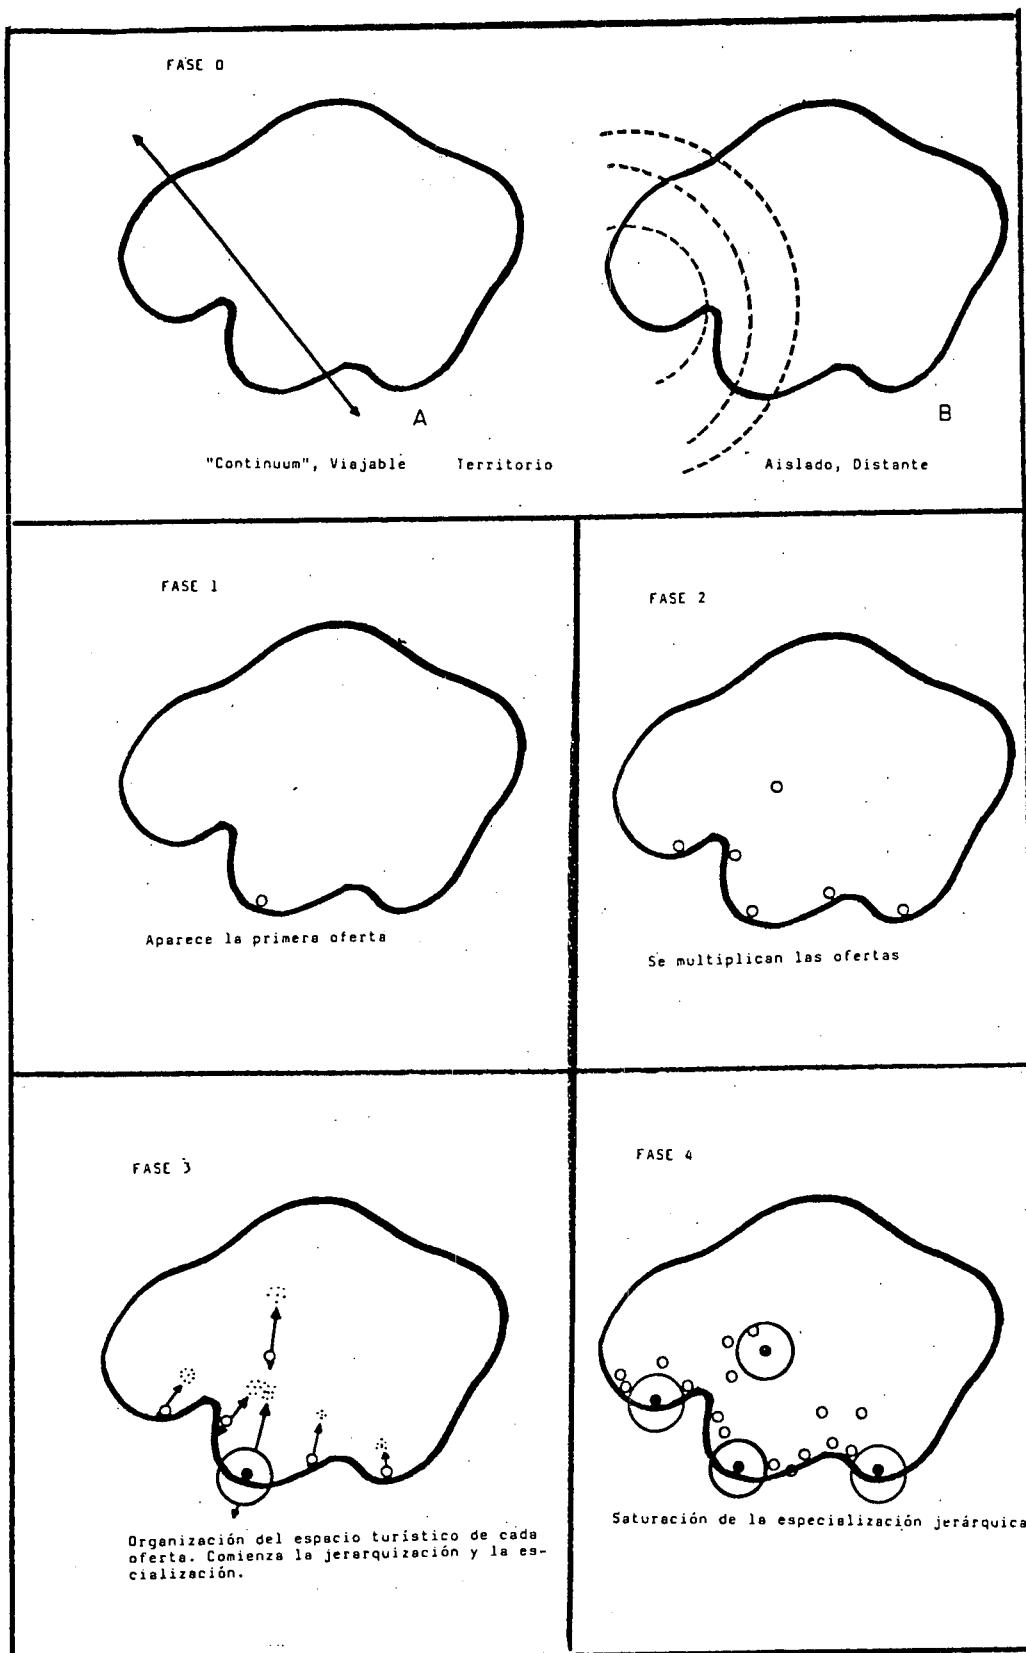 FASE 0
A
B
"Continuum", Viajable Territorio Aislado, Distante
FASE 1
FASE 2
Aparece la primera oferta
Se multiplican las ofertas
FASE 3
FASE 4
Organización del espacio turístico de cada
oferta. Comienza la jerarquización y la es-
cialización.
Saturación de la especialización jerárquica